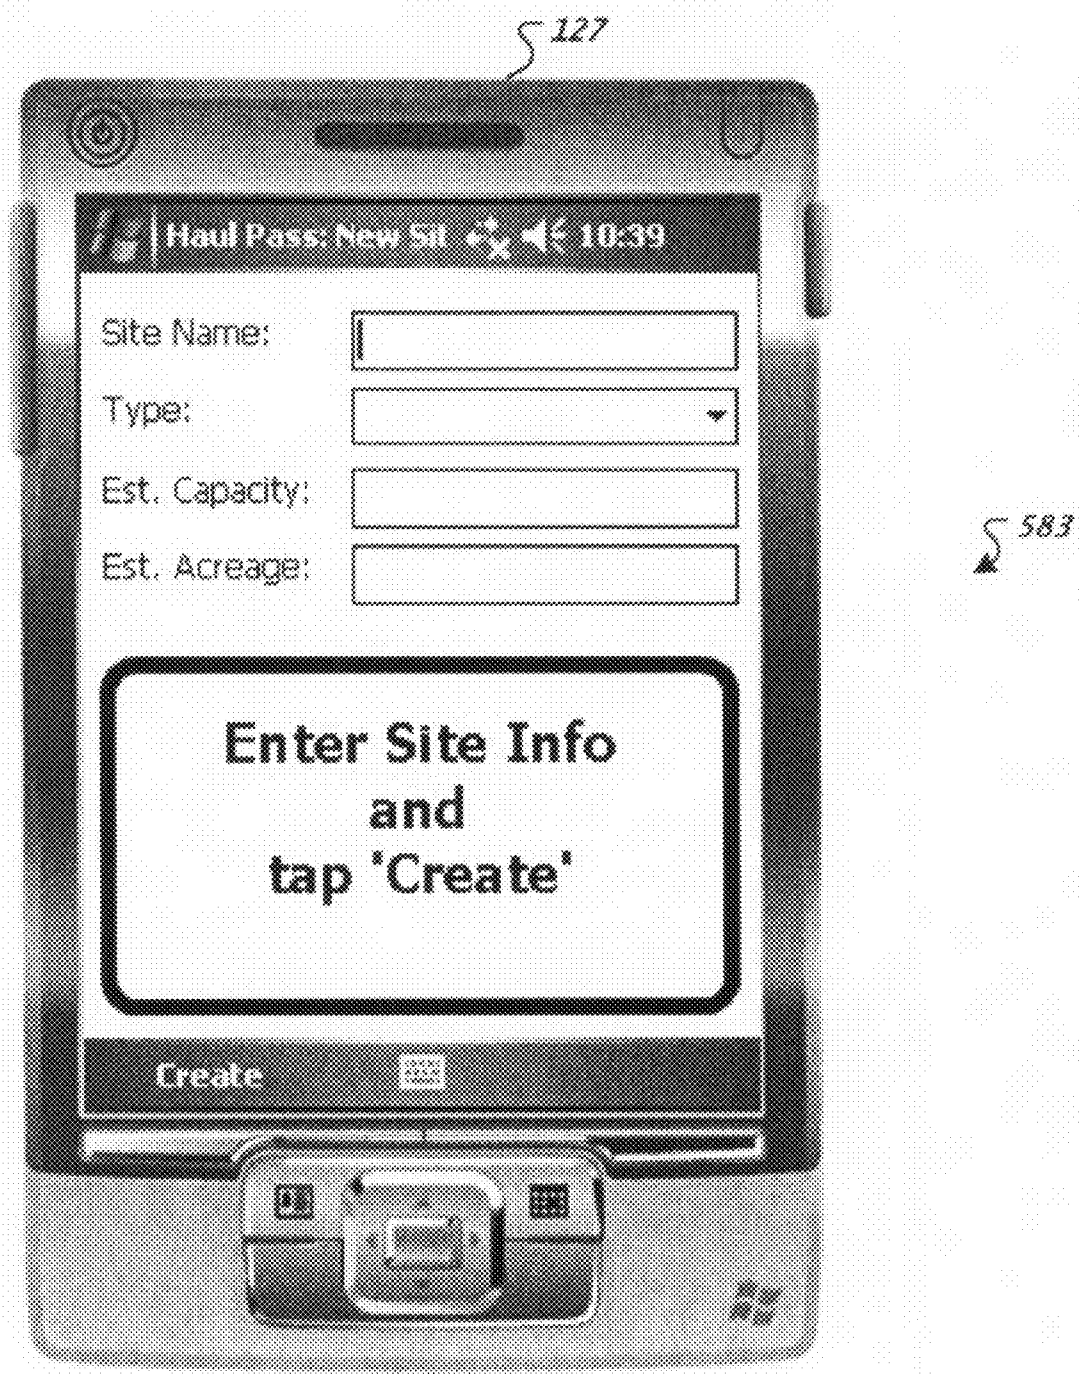 127
Haul Pass: New Sit 10:39
Site Name:
Type:
Est. Capacity:
583
Est. Acreage:
Enter Site Info
and
tap 'Create'
Create